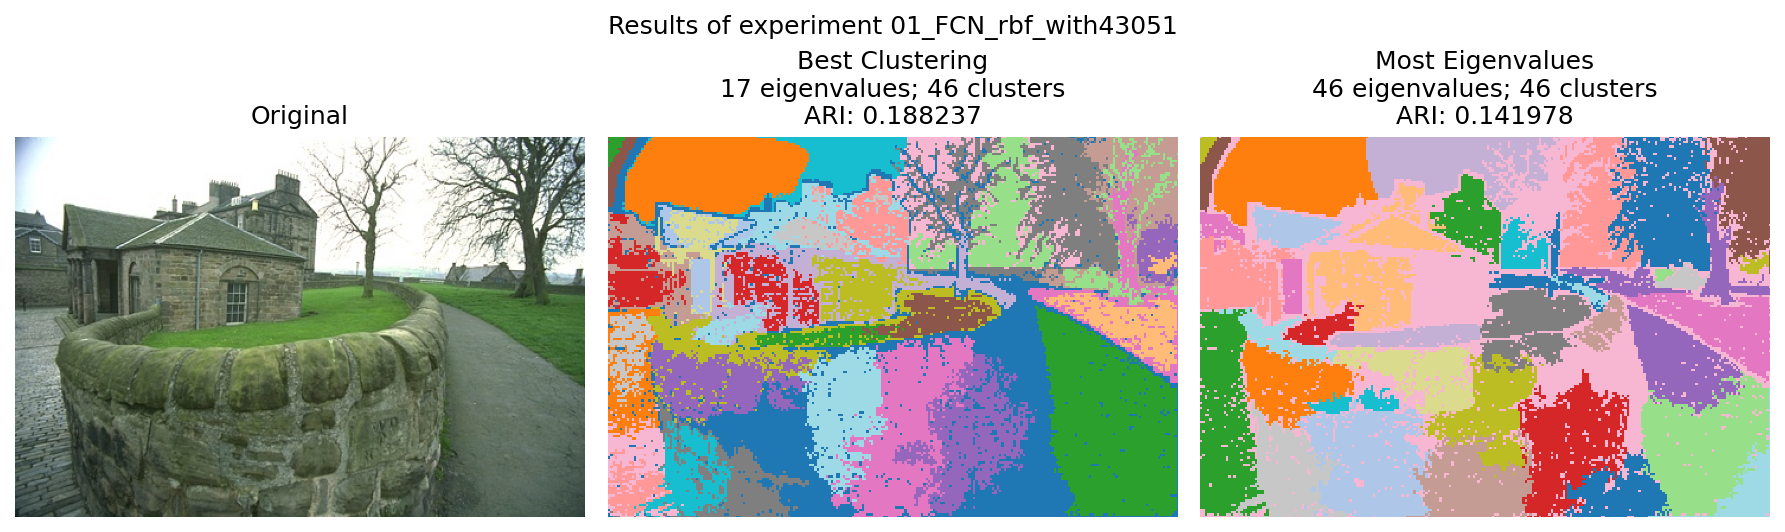 Results of experiment 01_FCN_rbf_with43051
Original
Best Clustering
17 eigenvalues; 46 clusters
ARI: 0.188237
Most Eigenvalues
46 eigenvalues; 46 clusters
ARI: 0.141978